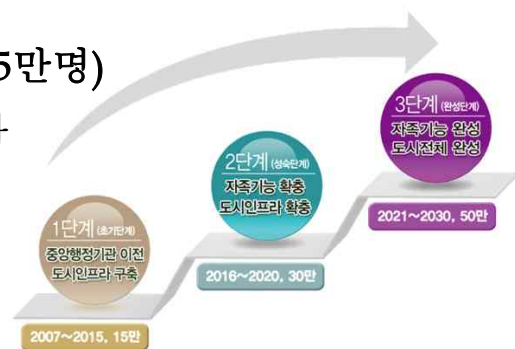 5만명)
1단계 (초기단계)
중앙행정기관 이전
도시인프라 구축
2007~2015, 15만
2단계 (성숙단계)
자족기능 확충
도시인프라 확충
2016~2020, 30만
3단계 (완성단계)
자족기능 완성
도시전체 완성
2021~2030, 50만